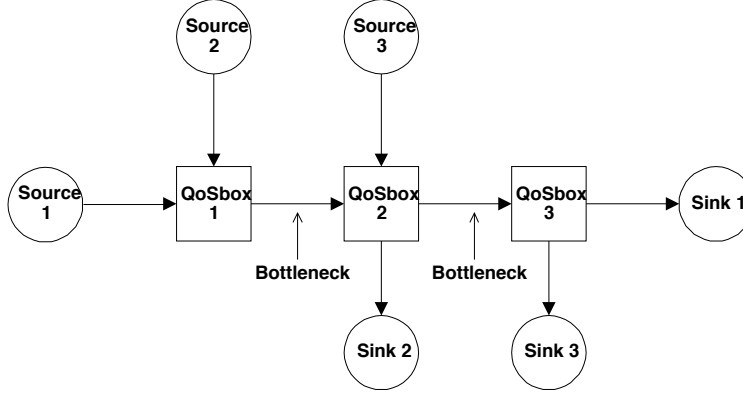 Source
2
Source
3
Source
1
QoSbox
1
QoSbox
2
QoSbox
3
Sink 1
Bottleneck
Bottleneck
Sink 2
Sink 3